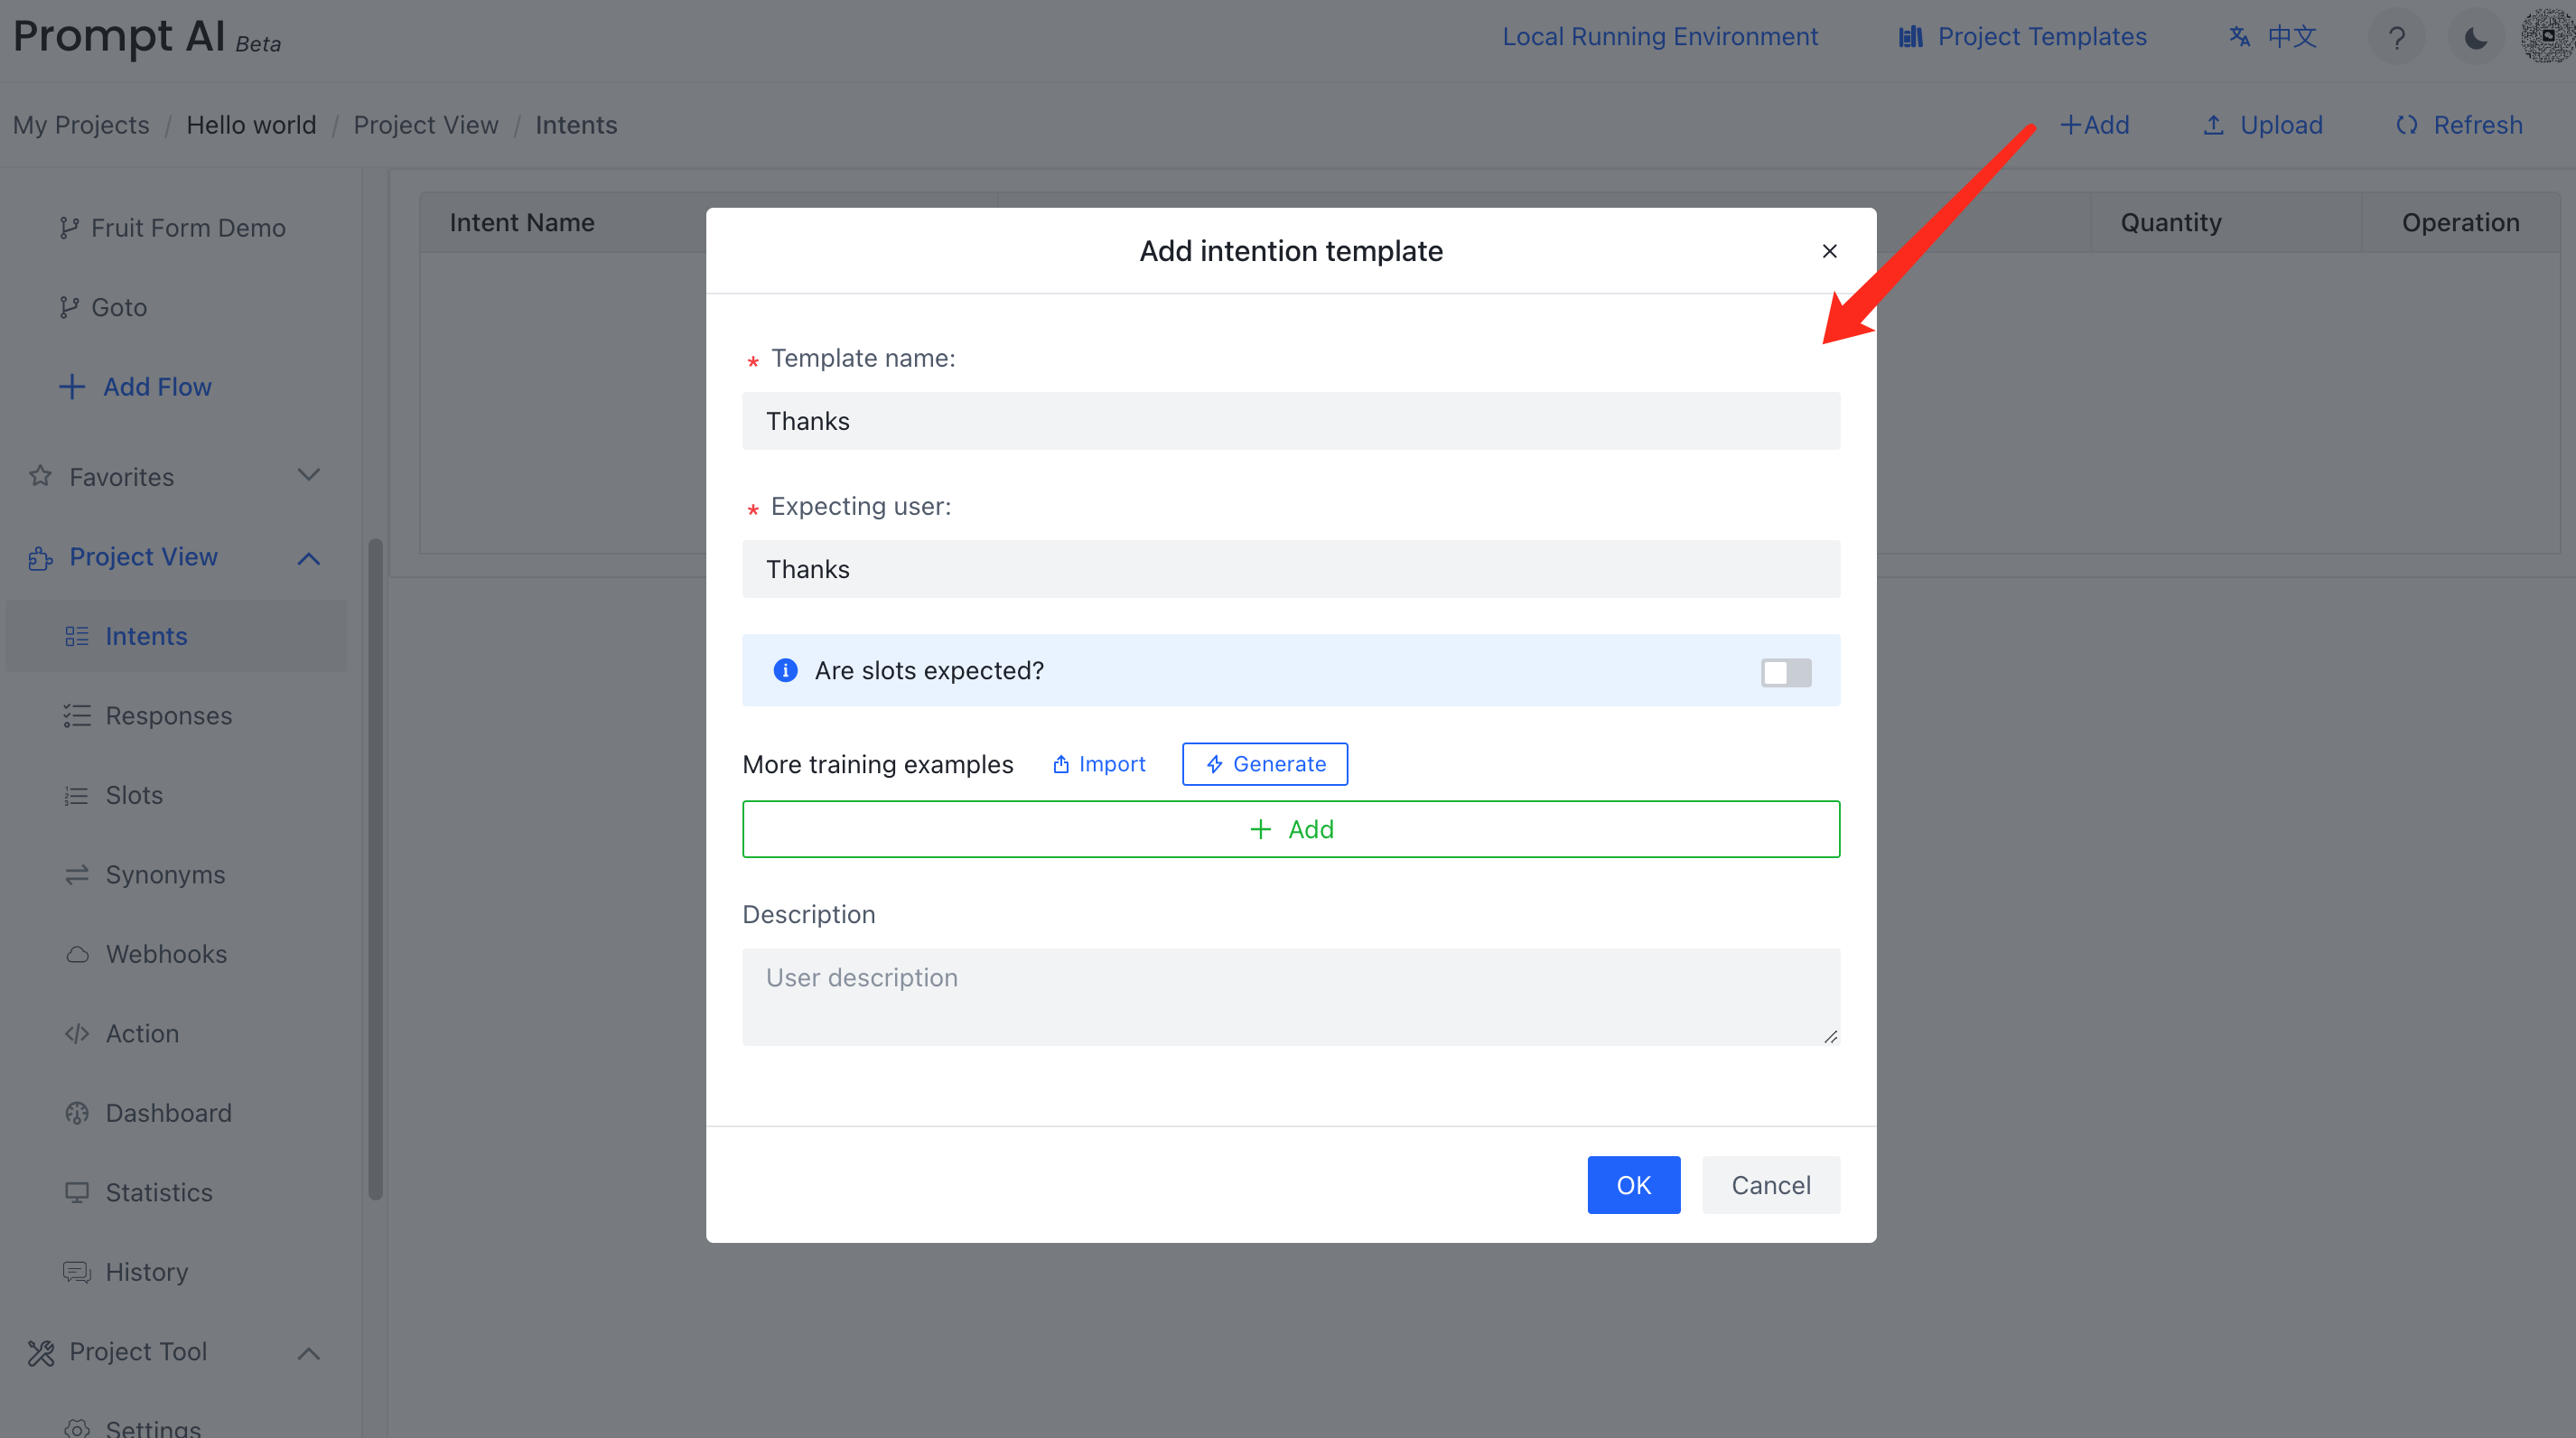 Prompt AI Beta
Local Running Environment
Project Templates
中文
?
My Projects / Hello world / Project View / Intents
+Add
Upload
Refresh
Fruit Form Demo
Goto
+ Add Flow
Favorites
Project View
Intents
Responses
Slots
Synonyms
Webhooks
Action
Dashboard
Statistics
History
Project Tool
Settings
Intent Name
Quantity
Operation
Add intention template
* Template name:
Thanks
* Expecting user:
Thanks
Are slots expected?
More training examples
Import
Generate
+ Add
Description
User description
OK
Cancel